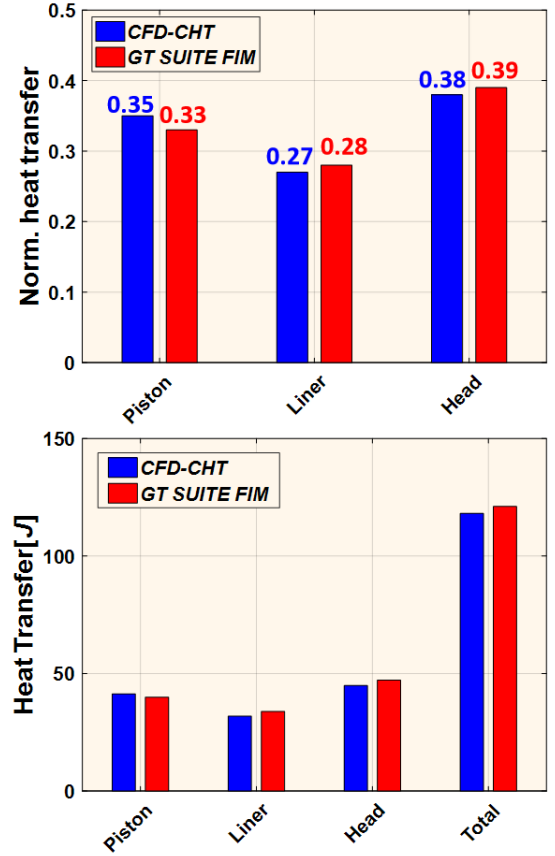 0.5
CFD-CHT
GT SUITE FIM
0.4
0.35
0.33
0.38
0.39
0.3
0.27
0.28
0.2
0.1
0
Norm. heat transfer
Piston
Liner
Head
150
CFD-CHT
GT SUITE FIM
100
50
0
Heat Transfer[J]
Piston
Liner
Head
Total